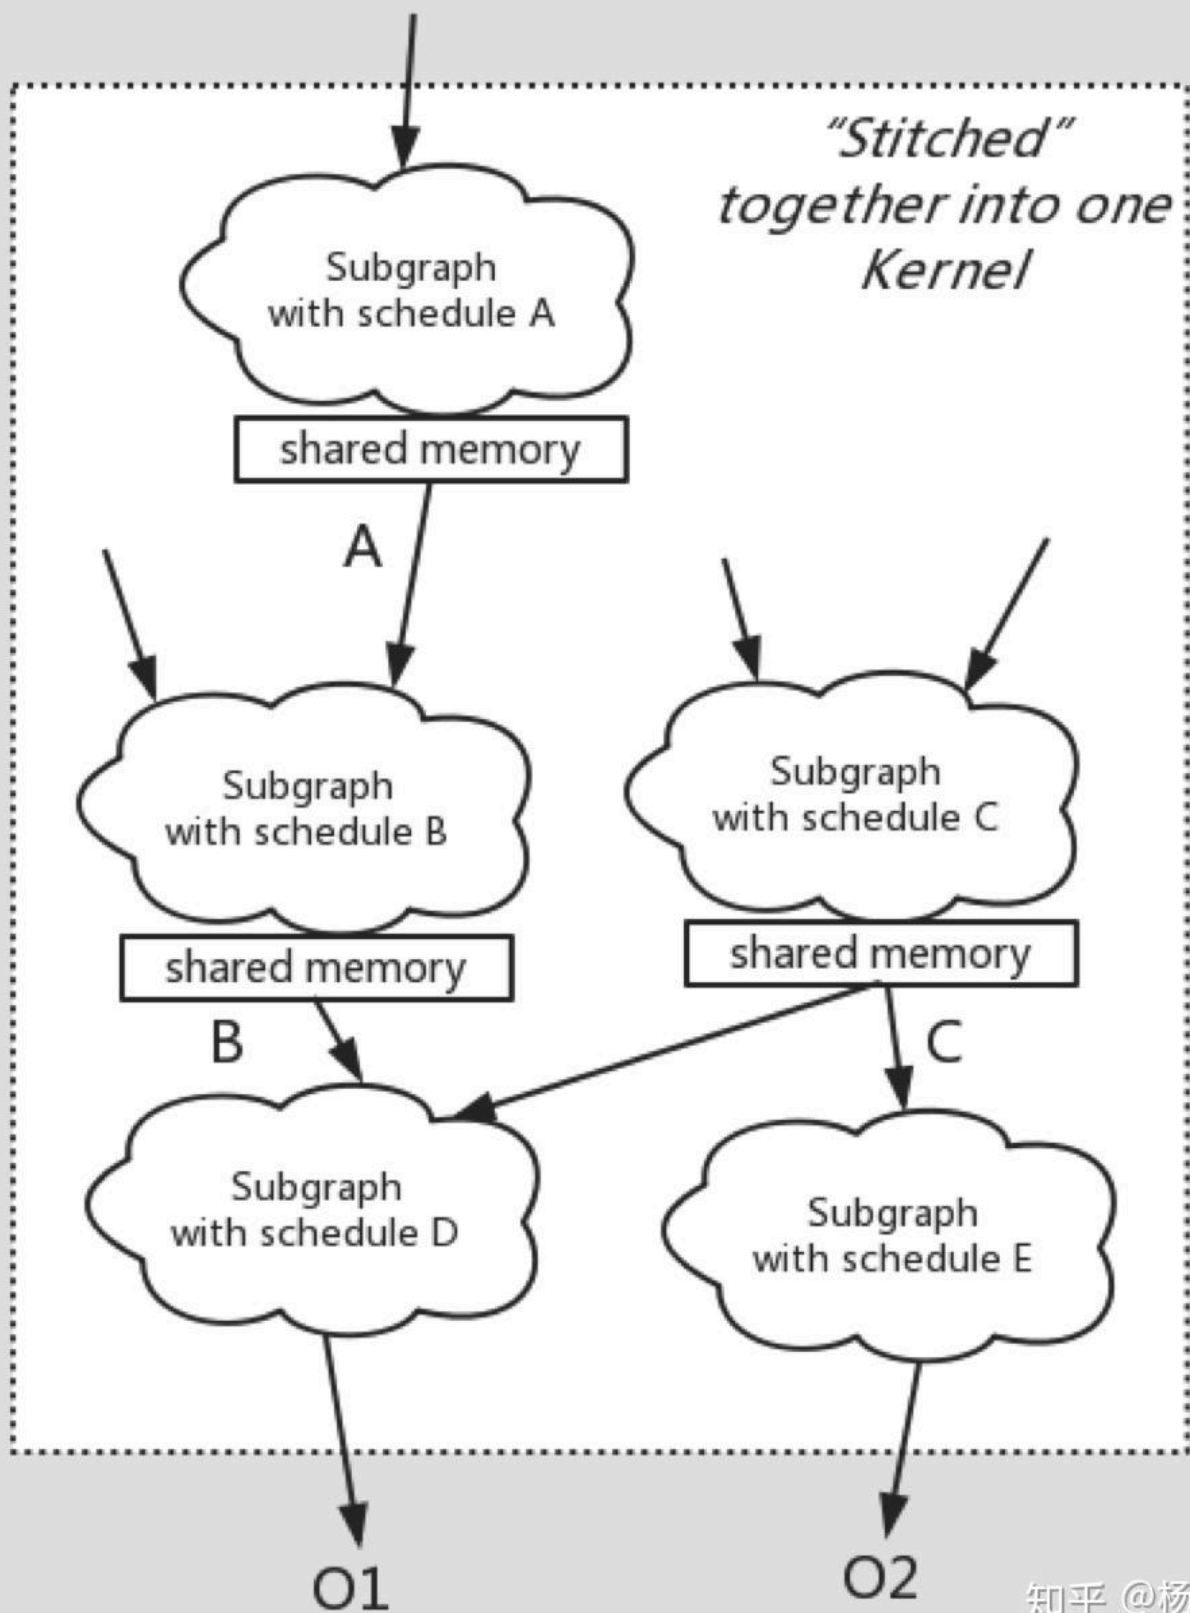 “Stitched”
together into one
Kernel
Subgraph
with schedule A
shared memory
A
Subgraph
with schedule B
Subgraph
with schedule C
shared memory
shared memory
B
C
Subgraph
with schedule D
Subgraph
with schedule E
O1
O2
知乎 @杨